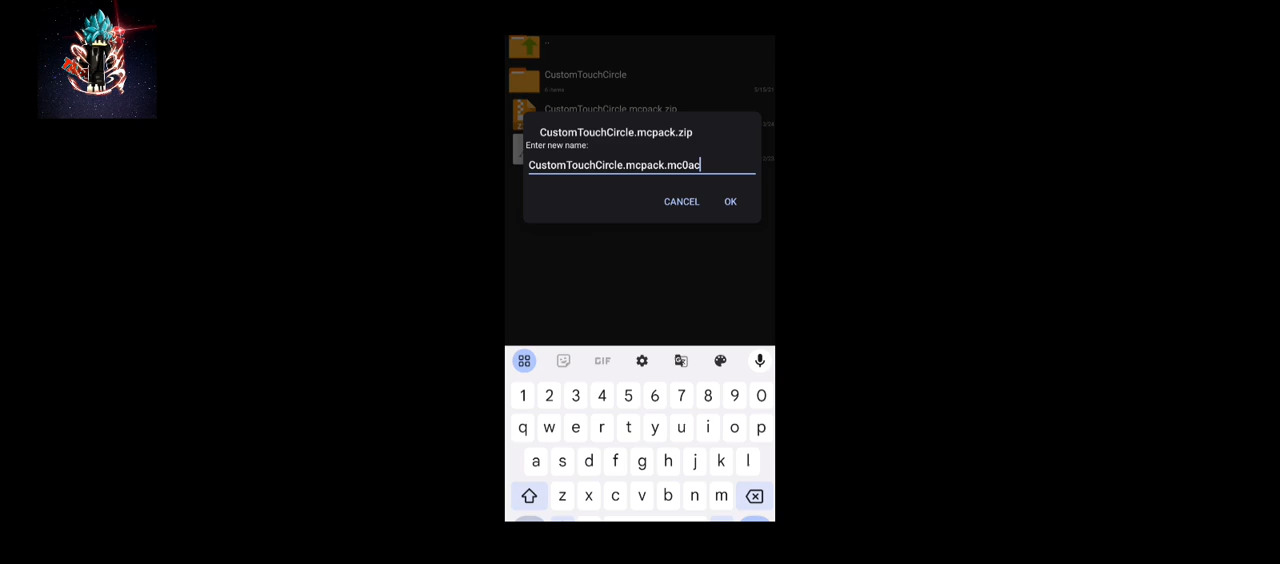 ..
CustomTouchCircle
CustomTouchCircle.mcpack.zip
CustomTouchCircle.mcpack.zip
Enter new name:
CustomTouchCircle.mcpack.mc0ac
CANCEL OK
GIF
1 2 3 4 5 6 7 8 9 0
q w e r t y u i o p
a s d f g h j k l
z x c v b n m